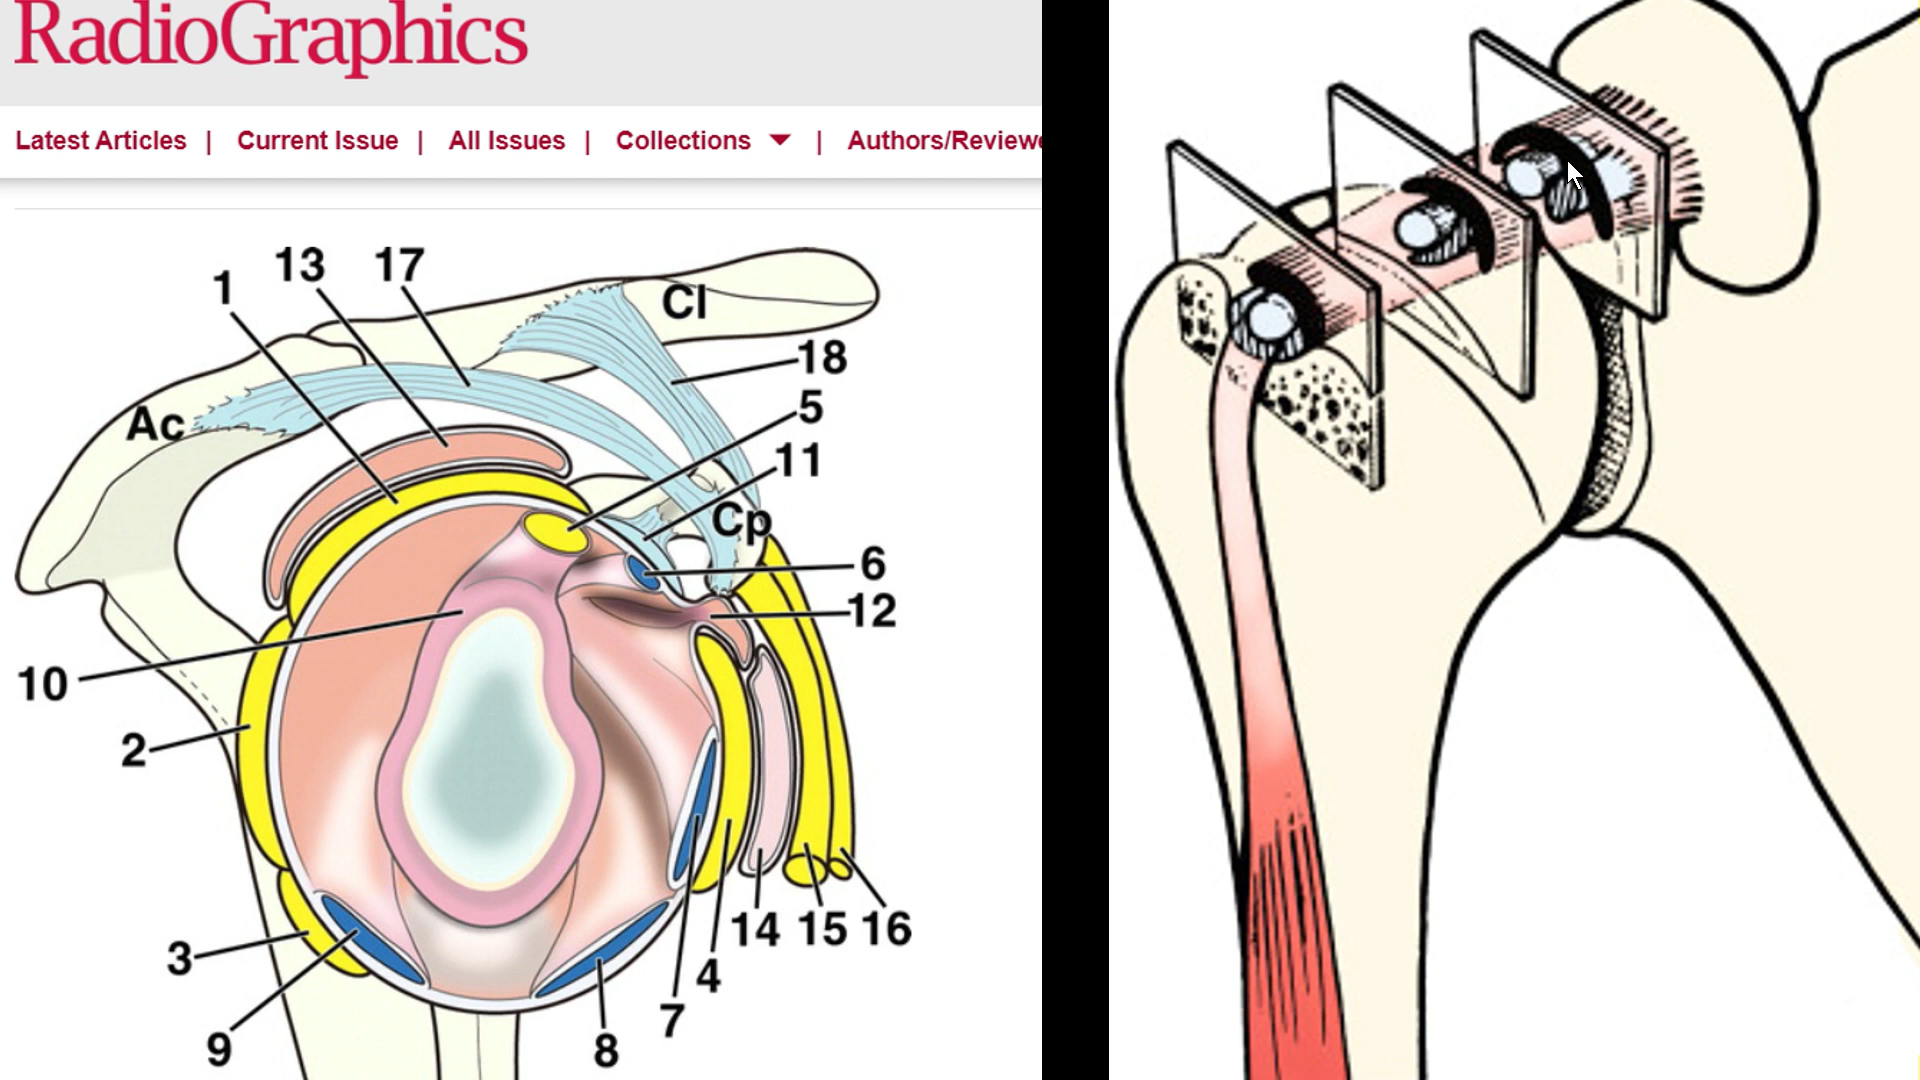 RadioGraphics
Latest Articles | Current Issue | All Issues | Collections | Authors/Reviewe
13 17
1
Cl
18
5
Ac
11
Cp
6
12
10
2
14 15 16
3
4
7
9
8